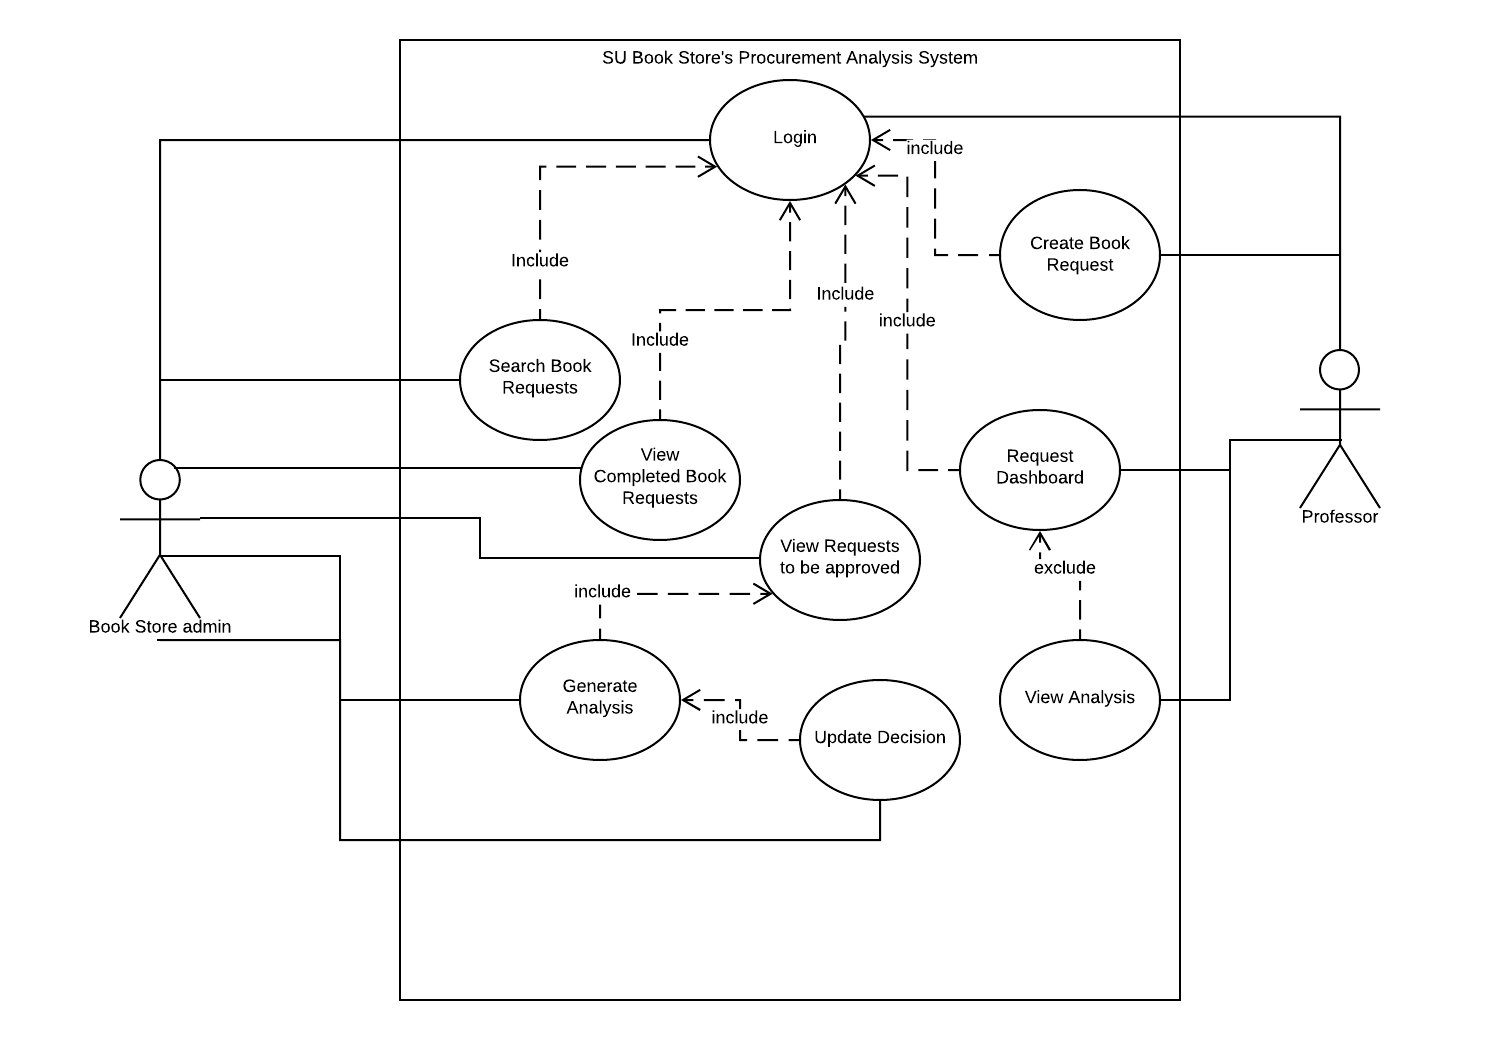 SU Book Store's Procurement Analysis System
Login
include
Create Book
Request
Include
Include
include
Include
Search Book
Requests
View
Completed Book
Requests
Request
Dashboard
Professor
View Requests
to be approved
exclude
include
Book Store admin
Generate
Analysis
include
Update Decision
View Analysis